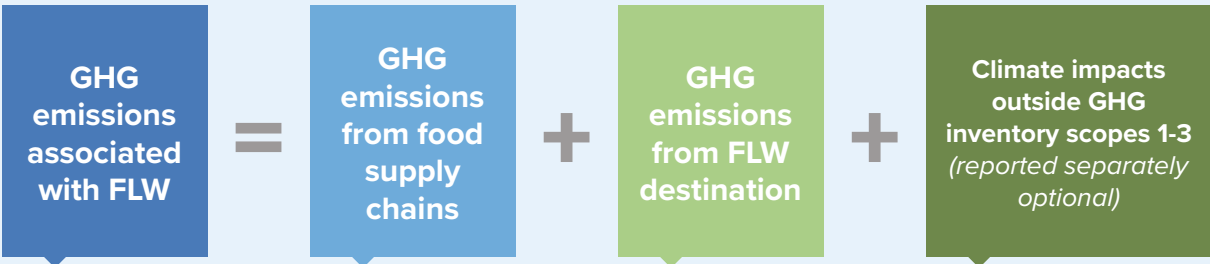 GHG
emissions
associated
with FLW
=
GHG
emissions
from food
supply
chains
+
GHG
emissions
from FLW
destination
+
Climate impacts
outside GHG
inventory scopes 1-3
(reported separately
optional)